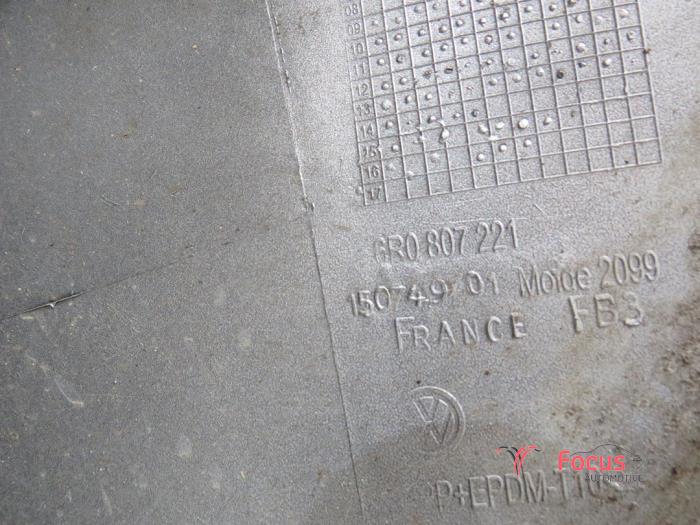 08
09
10
11
12
13
14
15
16
17
6R0 807 221
150749 01 Moide 2099
FRANCE FB3
Focus
AUTOMOTIVE